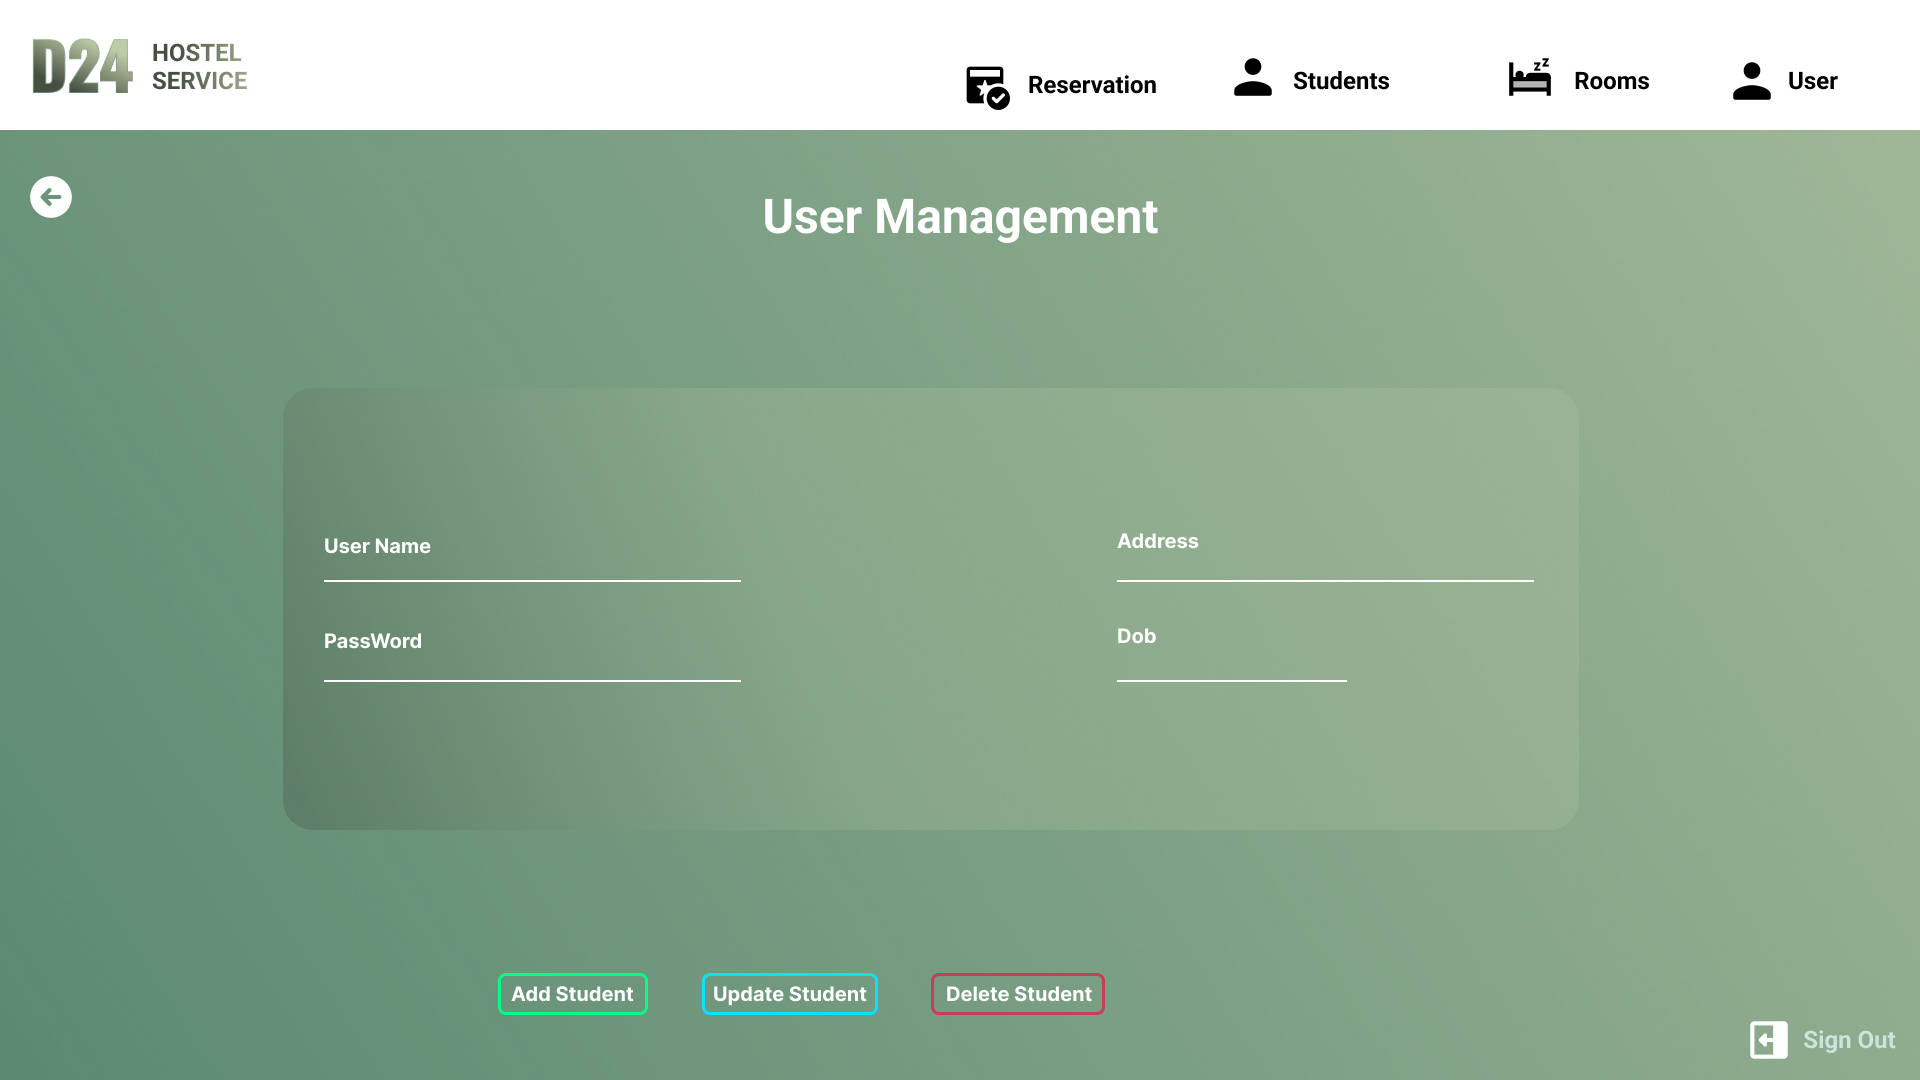 D24
HOSTEL
SERVICE
Reservation
Students
zz
Rooms
User
User Management
User Name
Address
PassWord
Dob
Add Student
Update Student
Delete Student
Sign Out